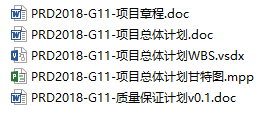 PRD2018-G11-项目章程.doc
PRD2018-G11-项目总体计划.doc
PRD2018-G11-项目总体计划WBS.vsdx
PRD2018-G11-项目总体计划甘特图.mpp
PRD2018-G11-质量保证计划v0.1.doc